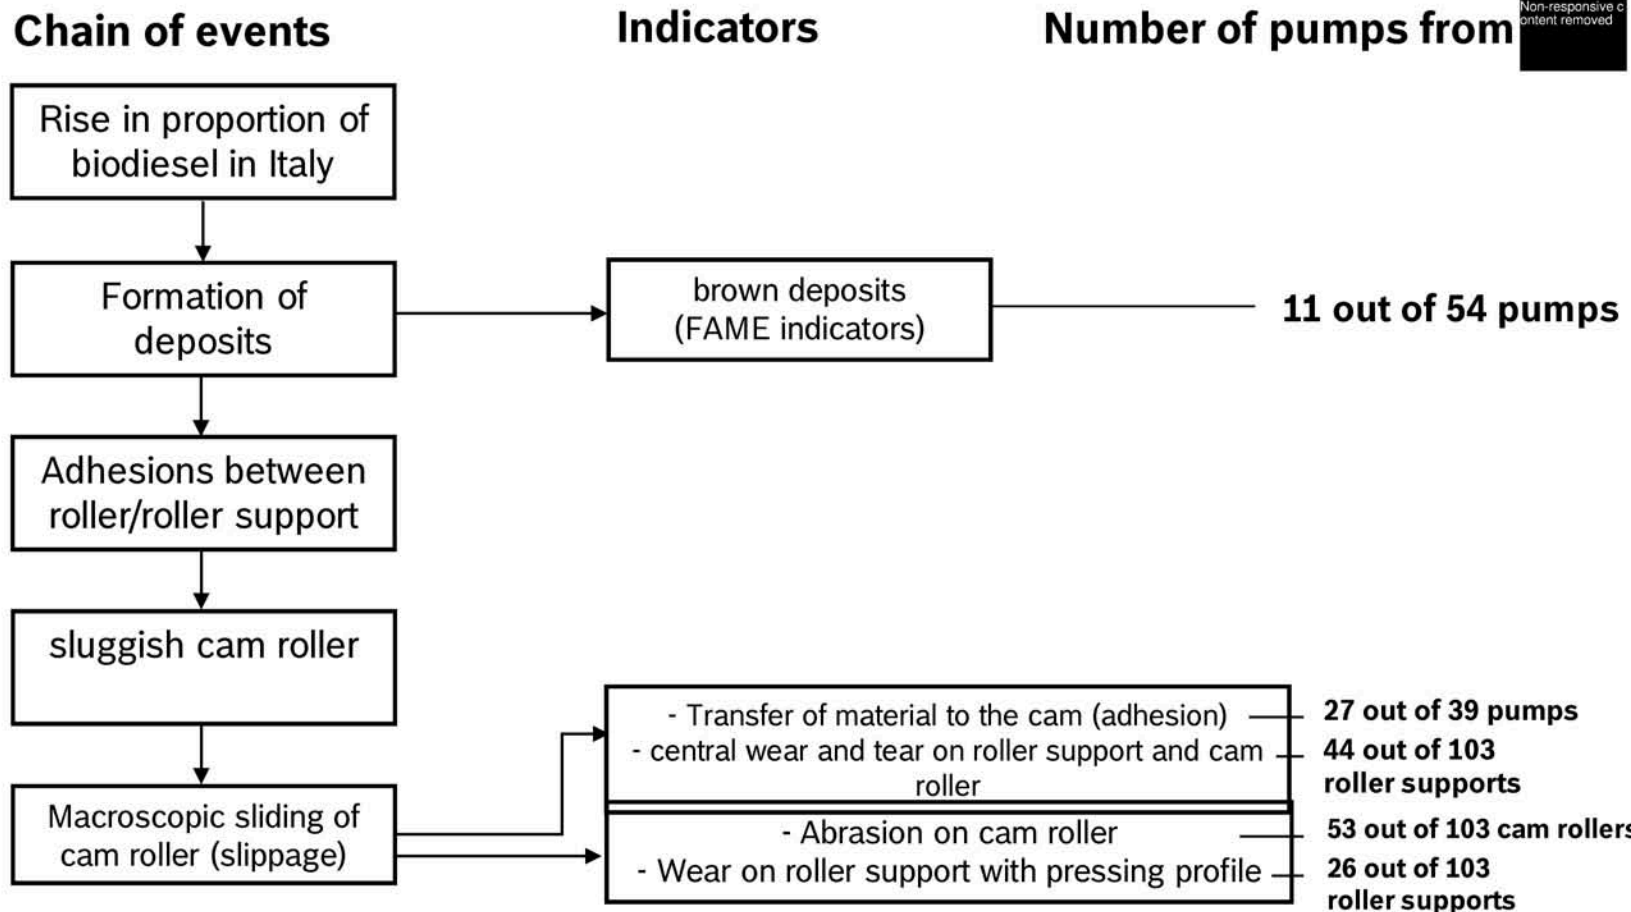 Chain of events
Indicators
Number of pumps from
Non-responsive c
ontent removed
Rise in proportion of
biodiesel in Italy
Formation of
deposits
brown deposits
(FAME indicators)
11 out of 54 pumps
Adhesions between
roller/roller support
sluggish cam roller
Macroscopic sliding of
cam roller (slippage)
- Transfer of material to the cam (adhesion)
27 out of 39 pumps
- central wear and tear on roller support and cam
roller
44 out of 103
roller supports
- Abrasion on cam roller
53 out of 103 cam rollers
- Wear on roller support with pressing profile
26 out of 103
roller supports